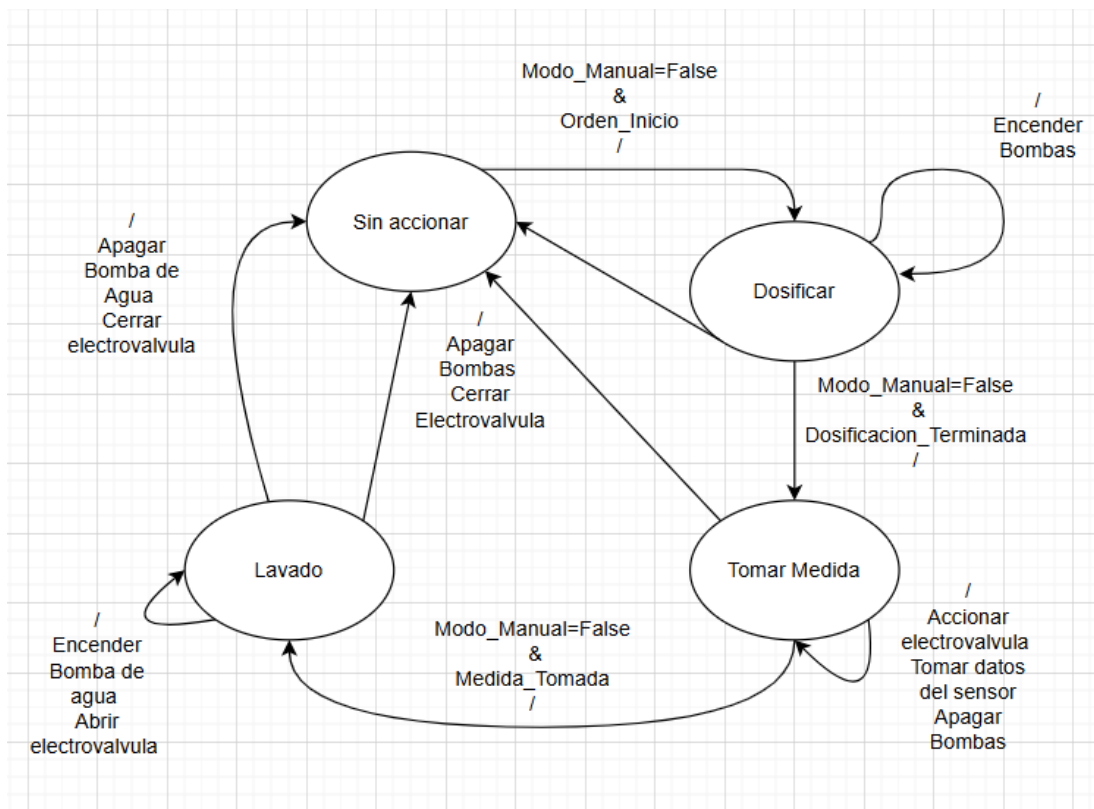 Modo_Manual=False
&
Orden_Inicio
/
/
Encender
Bombas
Sin accionar
/
Apagar
Bomba de
Agua
Cerrar
electrovalvula
Dosificar
/
Apagar
Bombas
Cerrar
Electrovalvula
Modo_Manual=False
&
Dosificacion_Terminada
/
Lavado
Tomar Medida
/
Encender
Bomba de
agua
Abrir
electrovalvula
Modo_Manual=False
&
Medida_Tomada
/
/
Accionar
electrovalvula
Tomar datos
del sensor
Apagar
Bombas